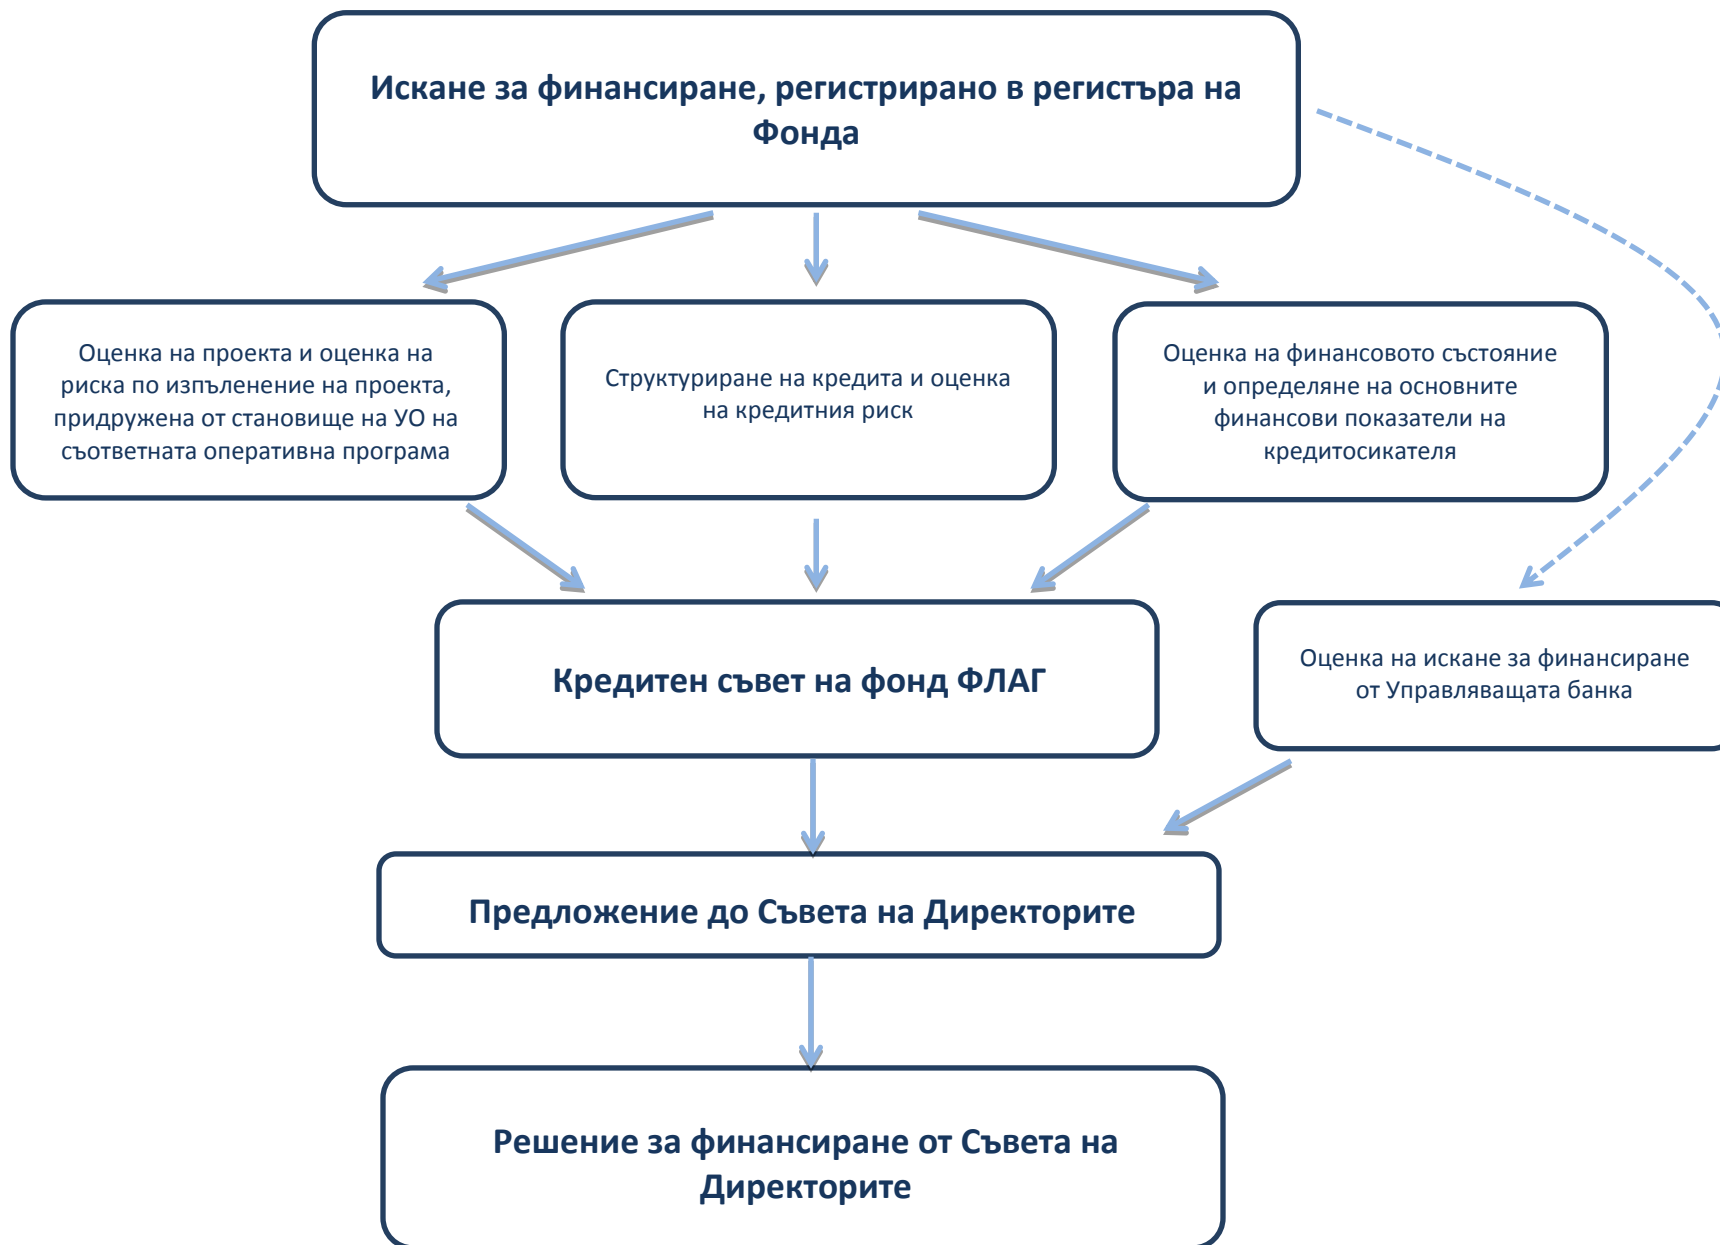 Искане за финансиране, регистрирано в регистъра на
Фонда
Оценка на проекта и оценка на
риска по изпъленение на проекта,
придружена от становище на УО на
съответната оперативна програма
Структуриране на кредита и оценка
на кредитния риск
Оценка на финансовото състояние
и определяне на основните
финансови показатели на
кредитосикателя
Кредитен съвет на фонд ФЛАГ
Оценка на искане за финансиране
от Управляващата банка
Предложение до Съвета на Директорите
Решение за финансиране от Съвета на
Директорите